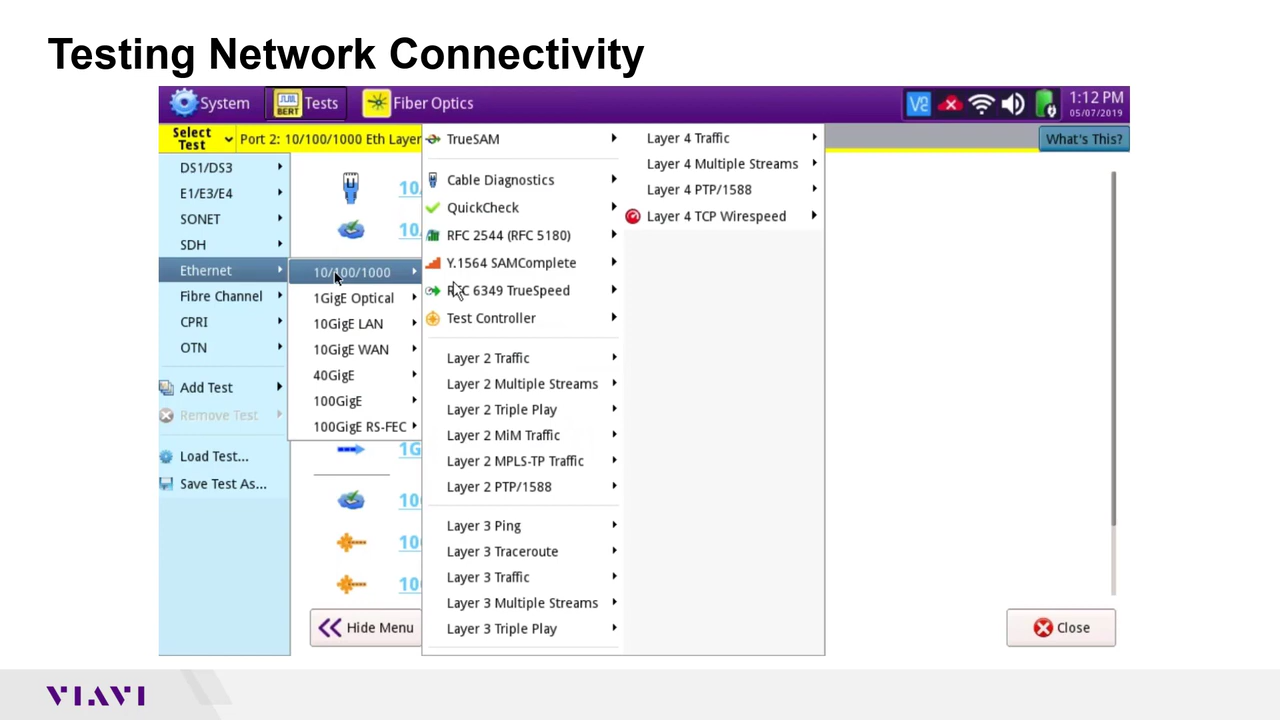 Testing Network Connectivity
System
Tests
BERT
Fiber Optics
1:12 PM
05/07/2019
Select
Test
Port 2: 10/100/1000 Eth Layer
What's This?
DS1/DS3
E1/E3/E4
SONET
SDH
Ethernet
Fibre Channel
CPRI
OTN
Add Test
Remove Test
Load Test...
Save Test As...
10/100/1000
1GigE Optical
10GigE LAN
10GigE WAN
40GigE
100GigE
100GigE RS-FEC
10/
10.
1G
10
10
10
Hide Menu
TrueSAM
Cable Diagnostics
QuickCheck
RFC 2544 (RFC 5180)
Y.1564 SAMComplete
6349 TrueSpeed
Test Controller
Layer 2 Traffic
Layer 2 Multiple Streams
Layer 2 Triple Play
Layer 2 MiM Traffic
Layer 2 MPLS-TP Traffic
Layer 2 PTP/1588
Layer 3 Ping
Layer 3 Traceroute
Layer 3 Traffic
Layer 3 Multiple Streams
Layer 3 Triple Play
Layer 4 Traffic
Layer 4 Multiple Streams
Layer 4 PTP/1588
Layer 4 TCP Wirespeed
Close
VIAVI